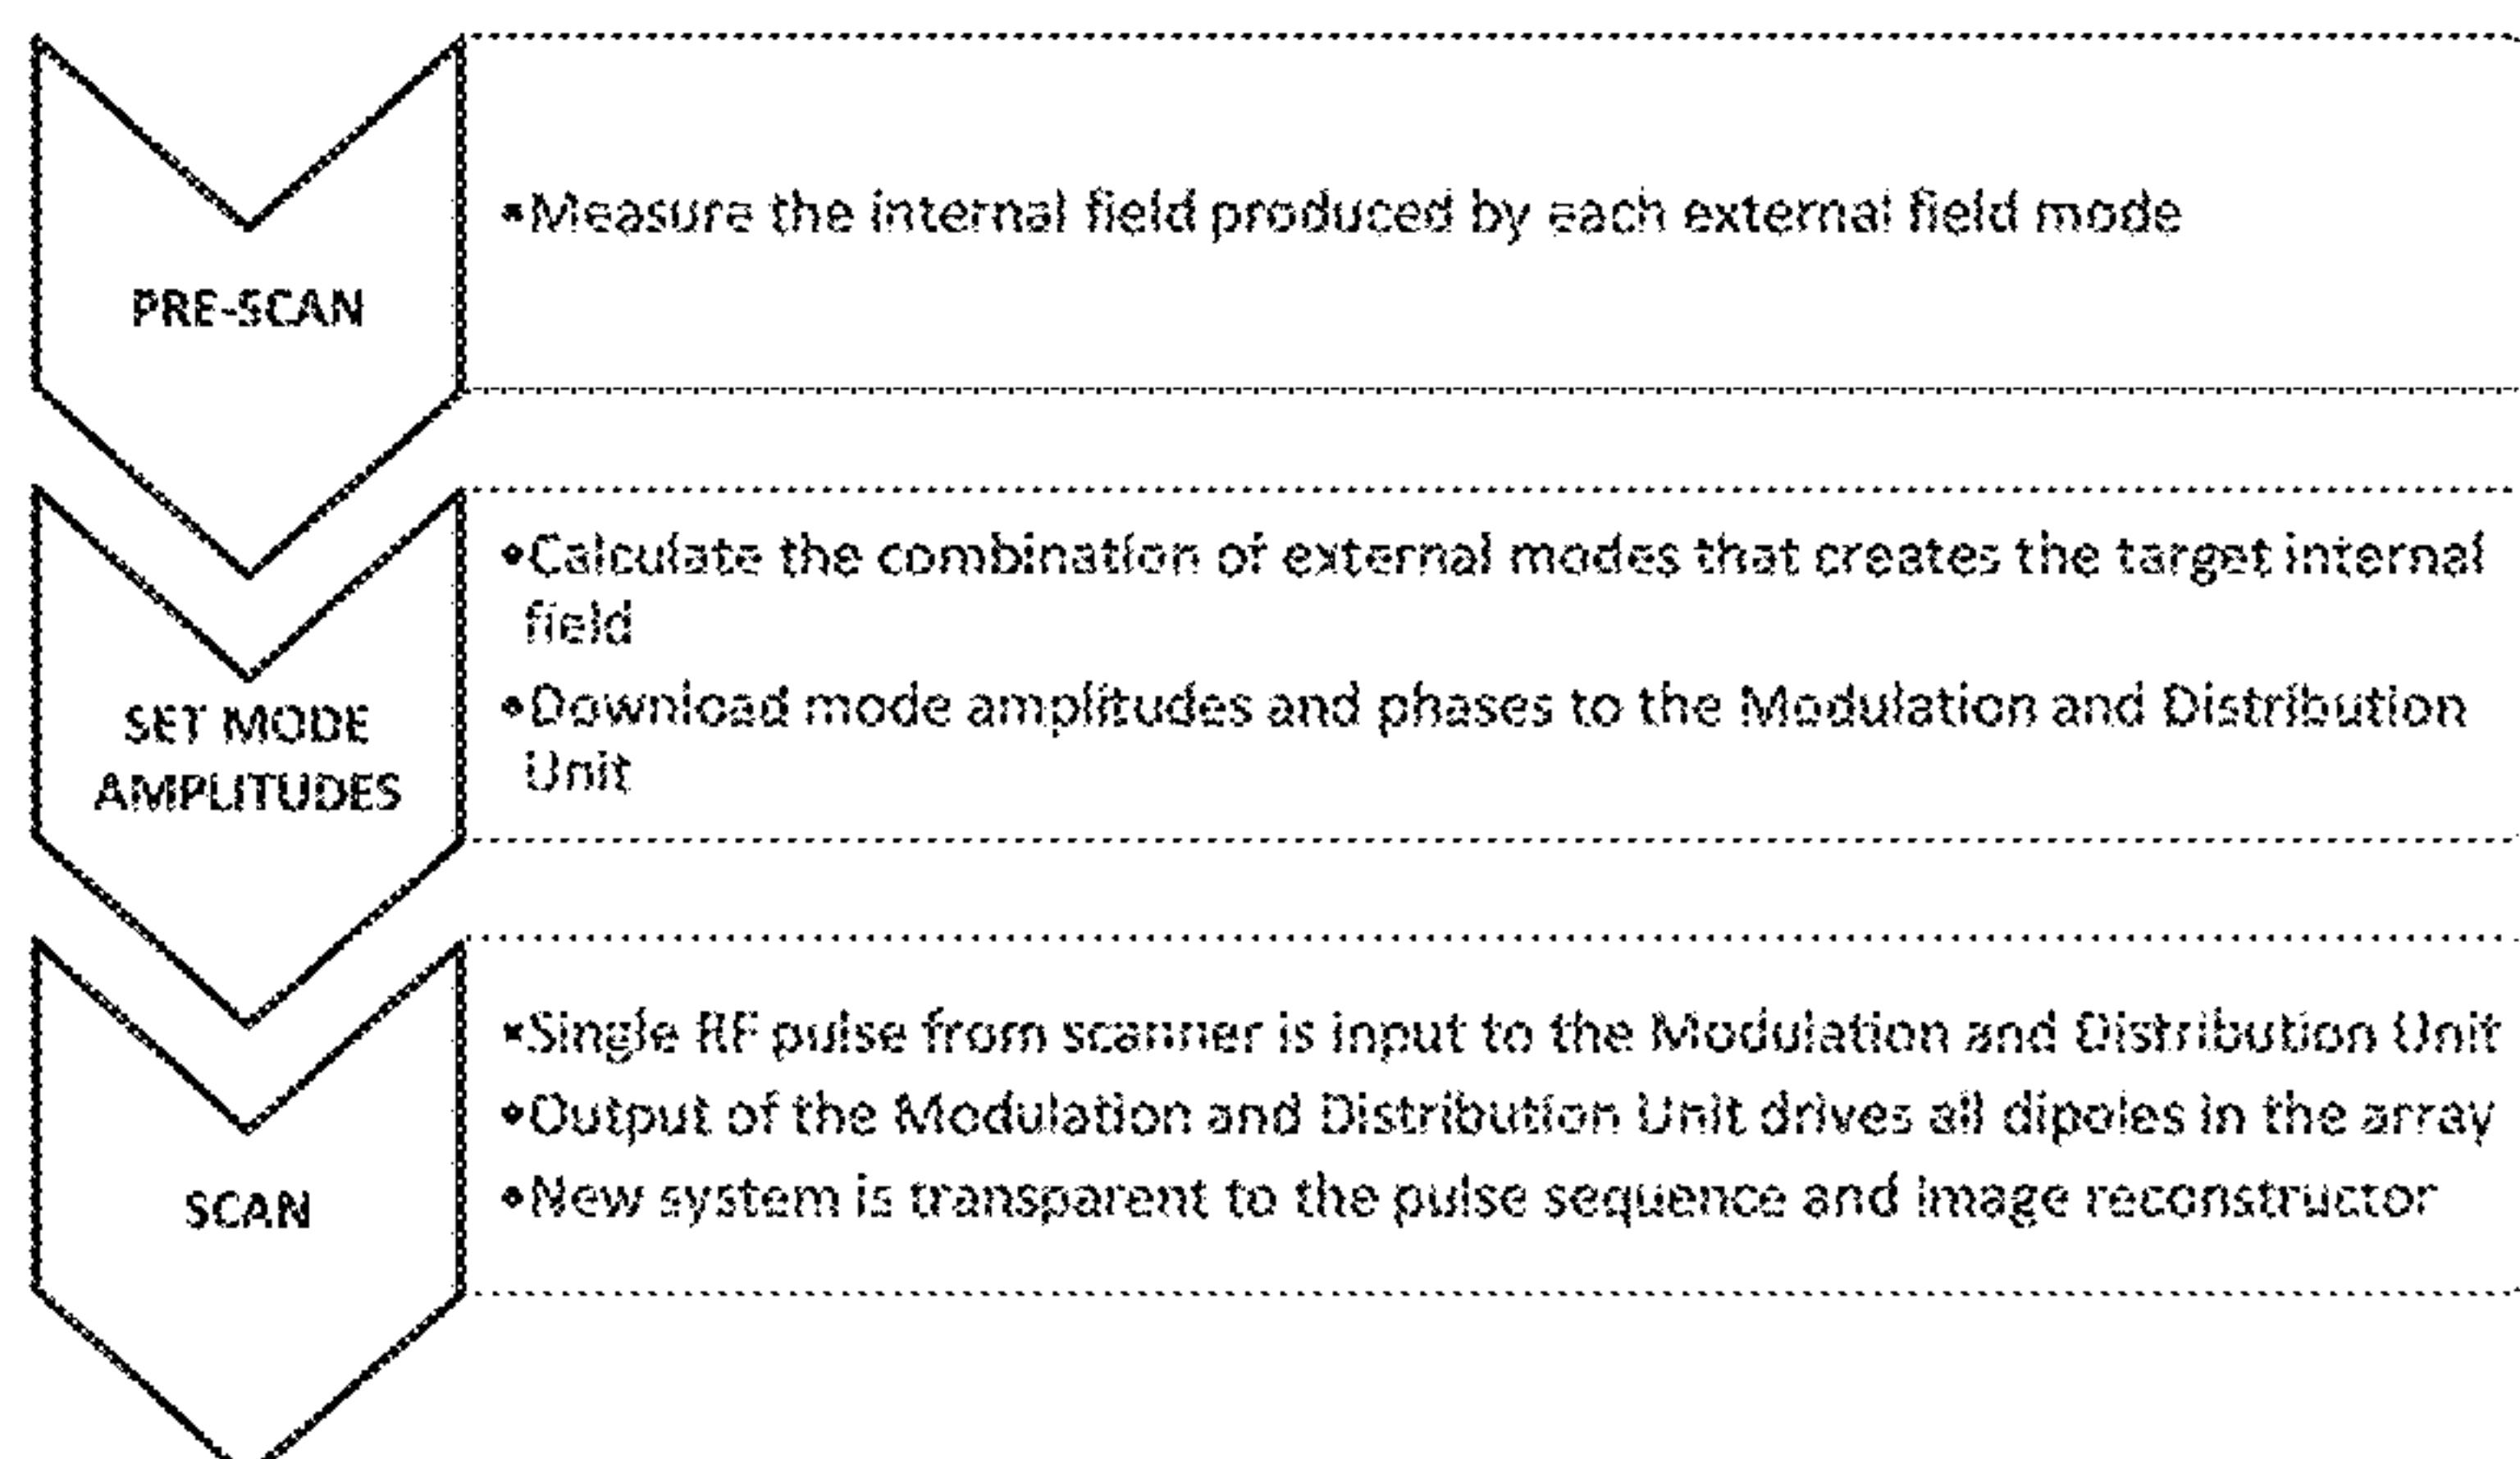 PRE-SCAN
•Measure the internal field produced by each external field mode
SET MODE
AMPLITUDES
•Calculate the combination of external modes that creates the target internal
field
•Download mode amplitudes and phases to the Modulation and Distribution
Unit
SCAN
•Single RF pulse from scanner is input to the Modulation and Distribution Unit
•Output of the Modulation and Distribution Unit drives all dipoles in the array
•New system is transparent to the pulse sequence and image reconstructor